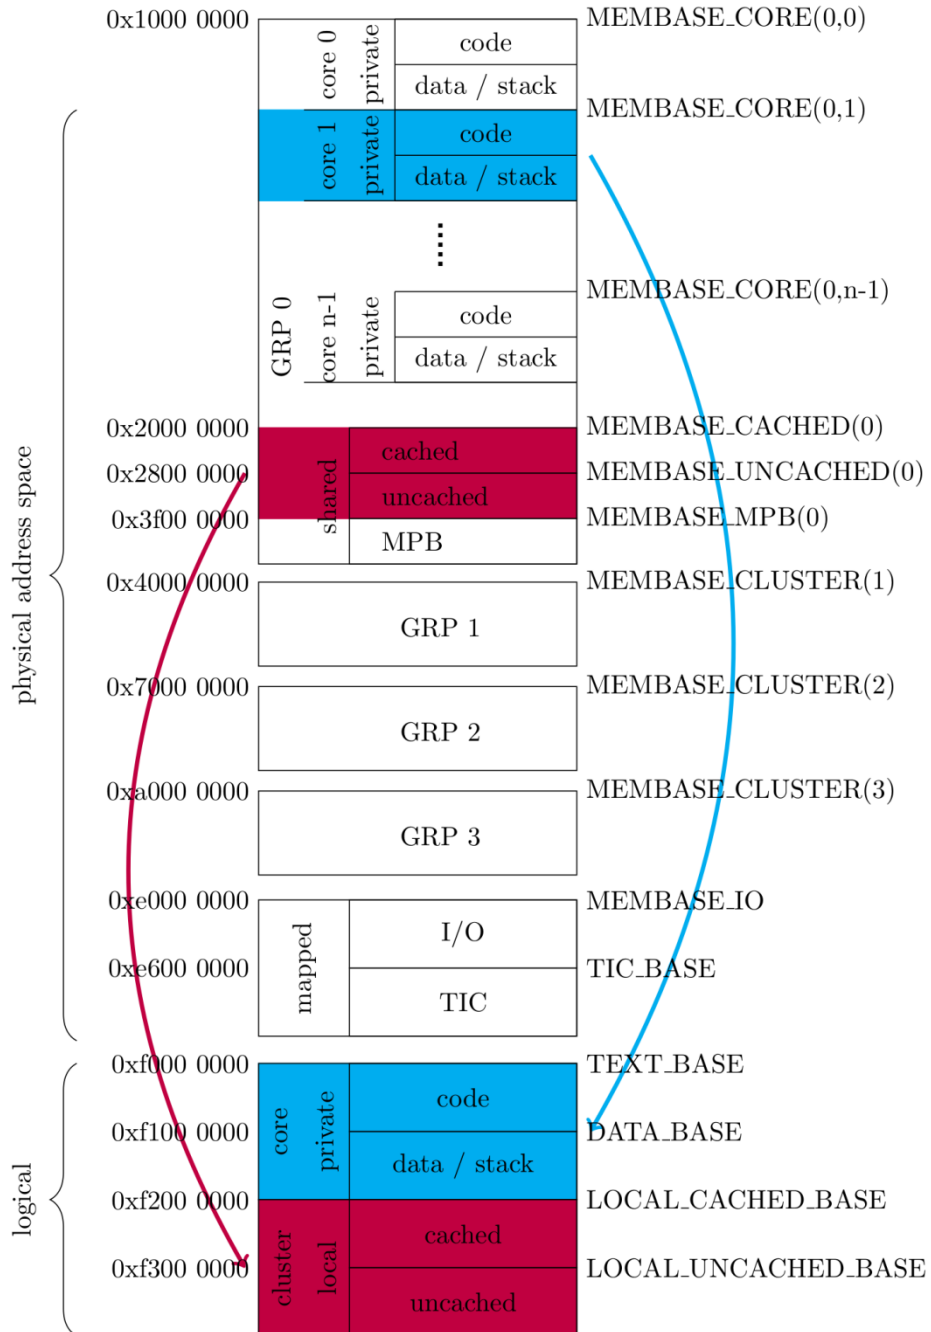 0x1000 0000
MEMBASE_CORE(0,0)
core 0
private
code
data / stack
MEMBASE_CORE(0,1)
core 1
private
code
data / stack
MEMBASE_CORE(0,n-1)
GRP 0
core n-1
private
code
data / stack
0x2000 0000
MEMBASE_CACHED(0)
shared
cached
0x2800 0000
MEMBASE_UNCACHED(0)
uncached
0x3f00 0000
MEMBASE_MPB(0)
MPB
physical address space
0x4000 0000
MEMBASE_CLUSTER(1)
GRP 1
0x7000 0000
MEMBASE_CLUSTER(2)
GRP 2
0xa000 0000
MEMBASE_CLUSTER(3)
GRP 3
0xe000 0000
MEMBASE_IO
mapped
I/O
0xe600 0000
TIC_BASE
TIC
0xf000 0000
TEXT_BASE
core
private
code
0xf100 0000
DATA_BASE
data / stack
logical
0xf200 0000
LOCAL_CACHED_BASE
cluster
local
cached
0xf300 0000
LOCAL_UNCACHED_BASE
uncached